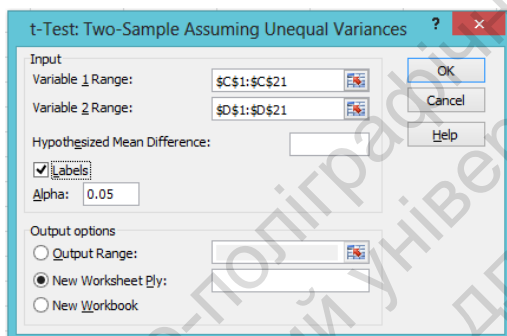 t-Test: Two-Sample Assuming Unequal Variances ? ×
Input
Variable 1 Range: $C$1:$C$21
Variable 2 Range: $D$1:$D$21
Hypothesized Mean Difference:
Labels
Alpha: 0.05
OK
Cancel
Help
Output options
Output Range:
New Worksheet Ply:
New Workbook